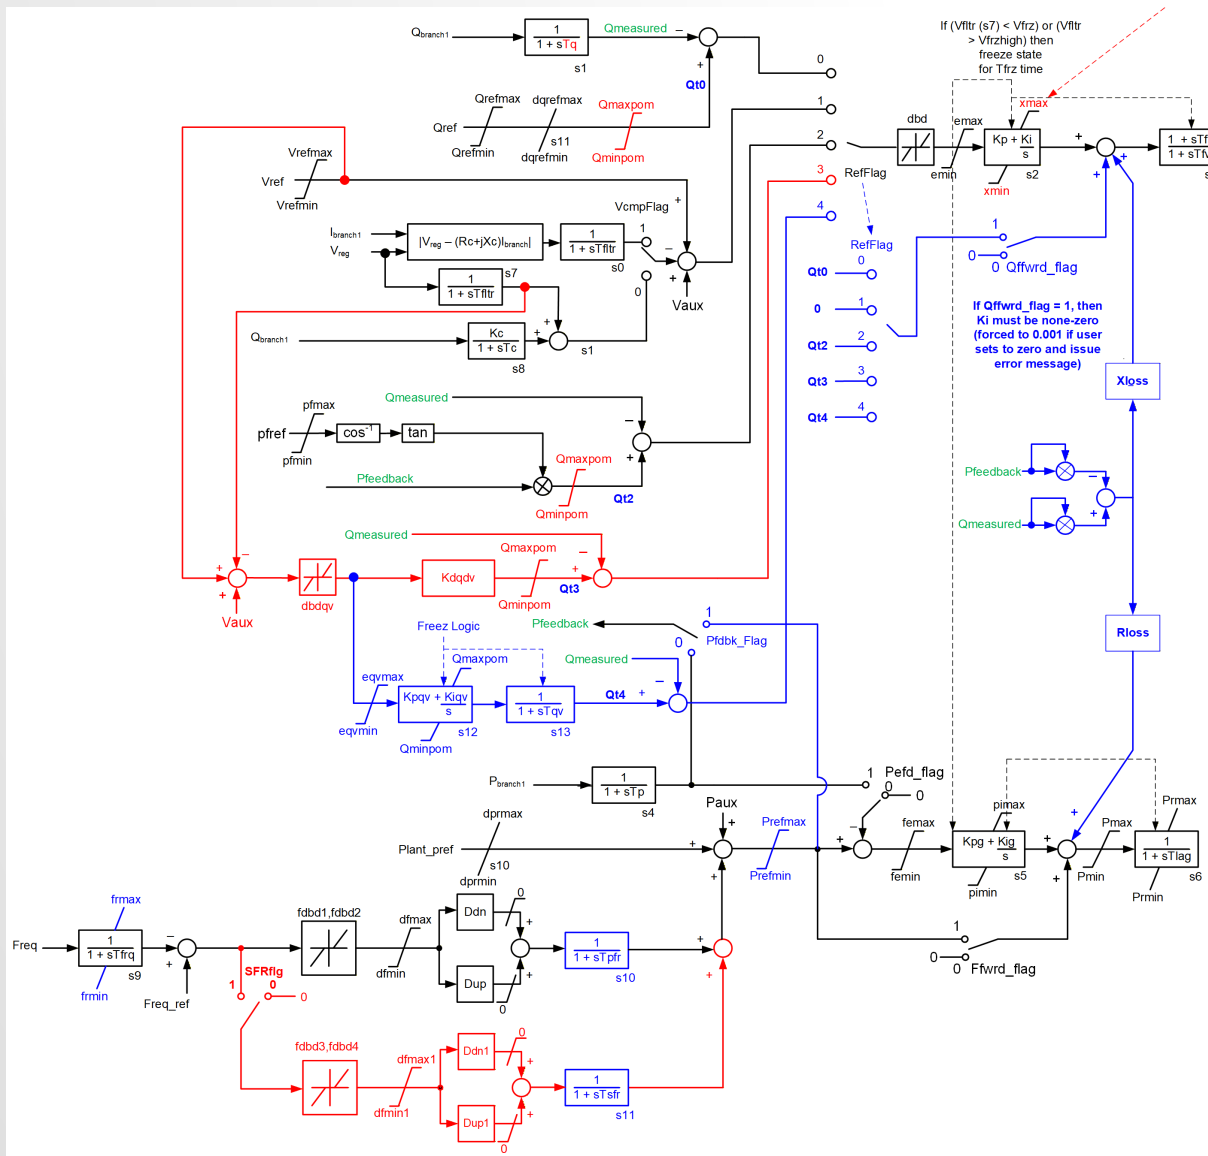 If (Vfltr (s7) < Vfrz) or (Vfltr
> Vfrzhigh) then
freeze state
for Tfrz time
Qbranch1
1
1 + sTq
s1
Qmeasured
−
+
Qt0
0
Qref
Qrefmax
Qrefmin
dqrefmax
s11
dqrefmin
Qmaxpom
Qminpom
1
2
3
4
RefFlag
dbd
emax
emin
xmax
Kp + Ki
s
s2
xmin
+
+
+
1 + sTf
1 + sTfv
s
Vrefmax
Vref
Vrefmin
VcmpFlag
+
Ibranch1
Vreg
|Vreg – (Rc+jXc)Ibranch|
1
1 + sTfltr
s0
1
0
−
+
Vaux
s7
1
1 + sTfltr
Qbranch1
Kc
1 + sTc
s8
+
+
s1
RefFlag
Qt0
0
0
1
Qt2
2
Qt3
3
Qt4
4
1
0
0
Qffwrd_flag
If Qffwrd_flag = 1, then
Ki must be none-zero
(forced to 0.001 if user
sets to zero and issue
error message)
Xloss
Qmeasured
−
+
pfref
pfmax
pfmin
cos-1
tan
Pfeedback
Qmaxpom
Qminpom
Qt2
Pfeedback
−
+
Qmeasured
Rloss
Qmeasured
−
+
+
−
+
Vaux
dbdqv
Kdqdv
Qmaxpom
Qminpom
Qt3
+
−
Freez Logic
Pfeedback
1
0
Pfdbk_Flag
eqvmax
eqvmin
Kpqv + Kiqv
s
s12
Qmaxpom
Qminpom
1
1 + sTqv
s13
Qmeasured
Qt4
+
−
Pbranch1
1
1 + sTp
s4
1
Pefd_flag
0
0
Paux
+
Plant_pref
dprmax
s10
dprmin
+
+
Prefmax
Prefmin
+
−
femax
femin
pimax
Kpg + Kig
s
s5
pimin
+
+
+
Pmax
Pmin
Prmax
1
1 + sTlag
s6
Prmin
1
0
0
Ffwrd_flag
Freq
frmax
1
1 + sTfrq
s9
frmin
−
+
Freq_ref
fdbd1,fdbd2
dfmax
dfmin
Ddn
0
+
Dup
0
+
1
1 + sTpfr
s10
+
+
SFRflg
1
0
0
fdbd3,fdbd4
dfmax1
dfmin1
Ddn1
0
+
Dup1
0
+
1
1 + sTsfr
s11